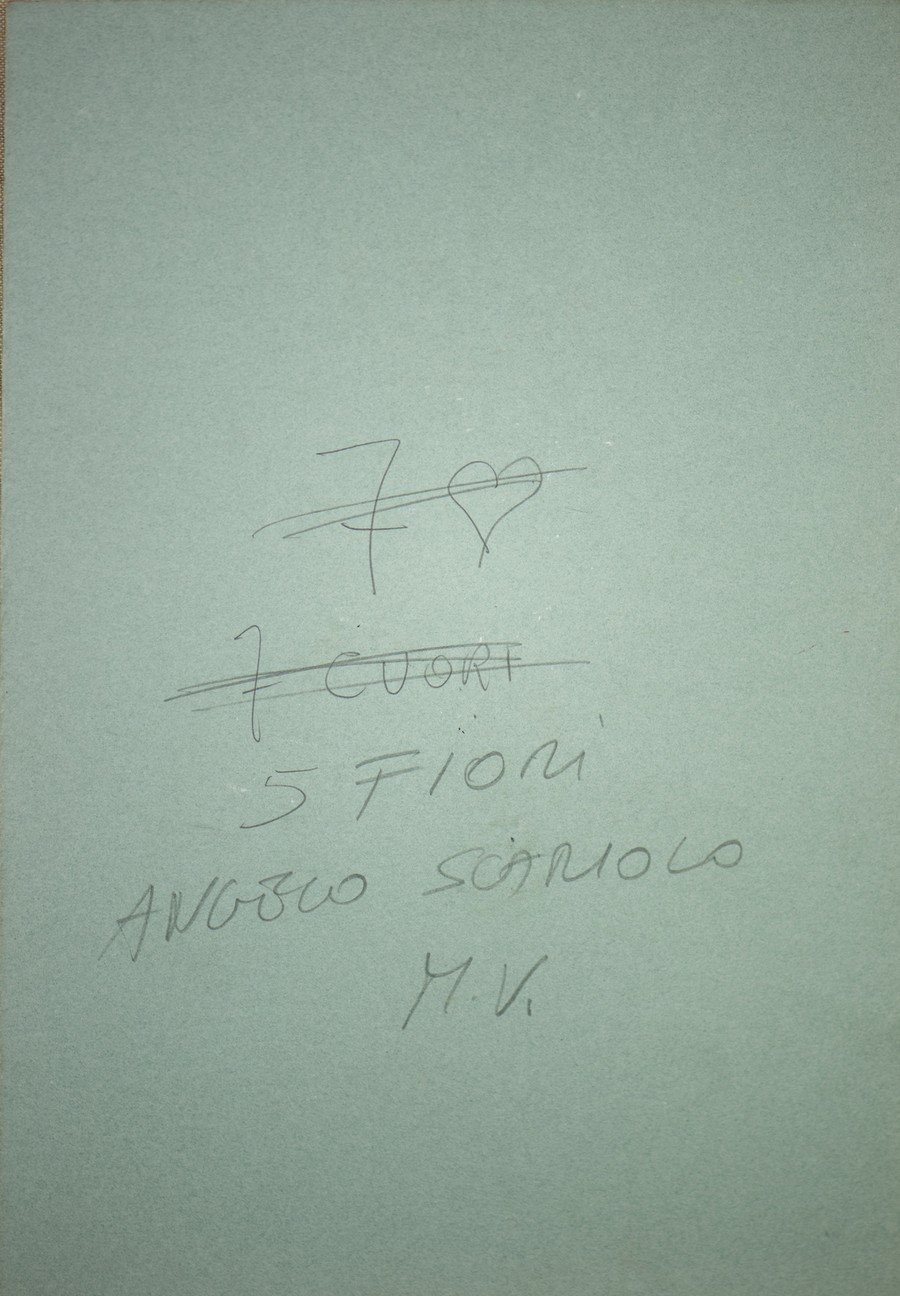 7 ♡
7 CUORI
5 FIORI
ANGELO SCARIOLO
M.V.